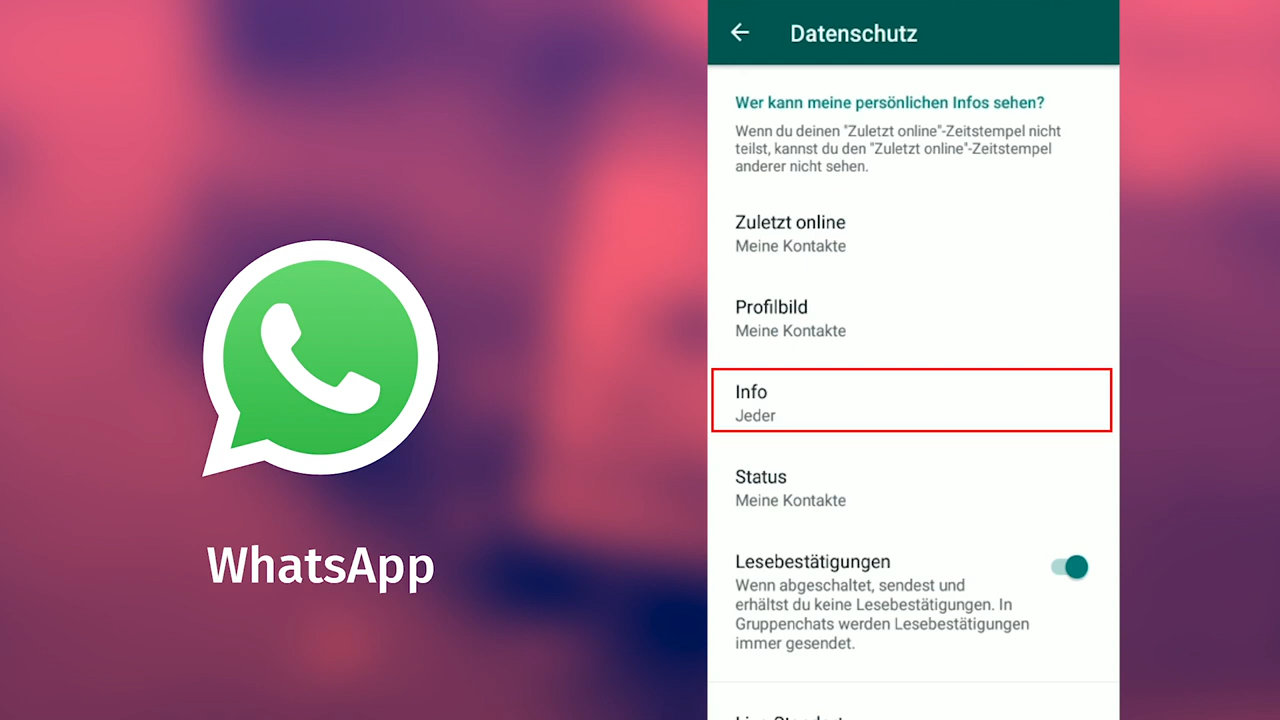 WhatsApp
Datenschutz
Wer kann meine persönlichen Infos sehen?
Wenn du deinen "Zuletzt online"-Zeitstempel nicht
teilst, kannst du den "Zuletzt online"-Zeitstempel
anderer nicht sehen.
Zuletzt online
Meine Kontakte
Profilbild
Meine Kontakte
Info
Jeder
Status
Meine Kontakte
Lesebestätigungen
Wenn abgeschaltet, sendest und
erhältst du keine Lesebestätigungen. In
Gruppenchats werden Lesebestätigungen
immer gesendet.